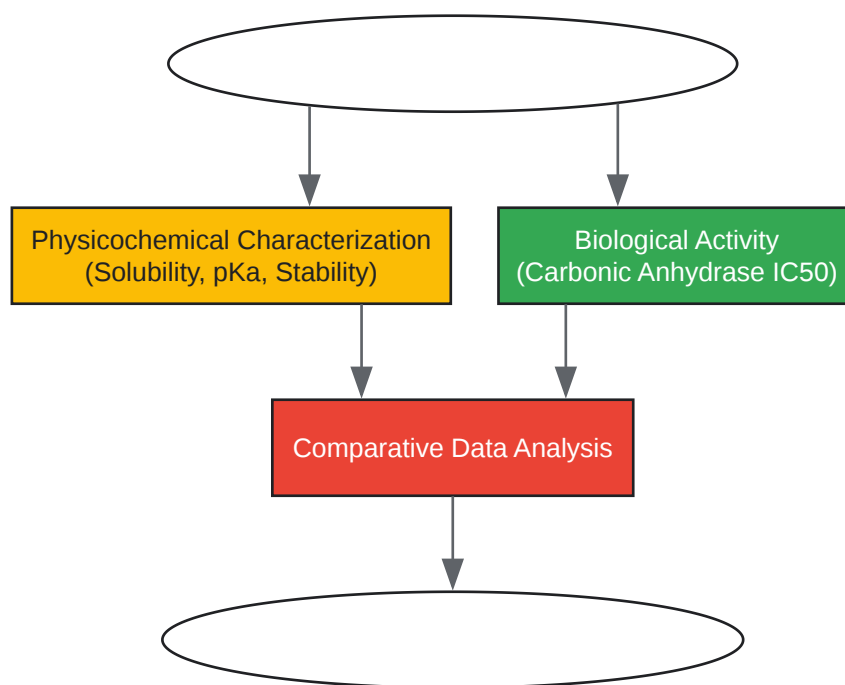 Physicochemical Characterization
(Solubility, pKa, Stability)
Biological Activity
(Carbonic Anhydrase IC50)
Comparative Data Analysis